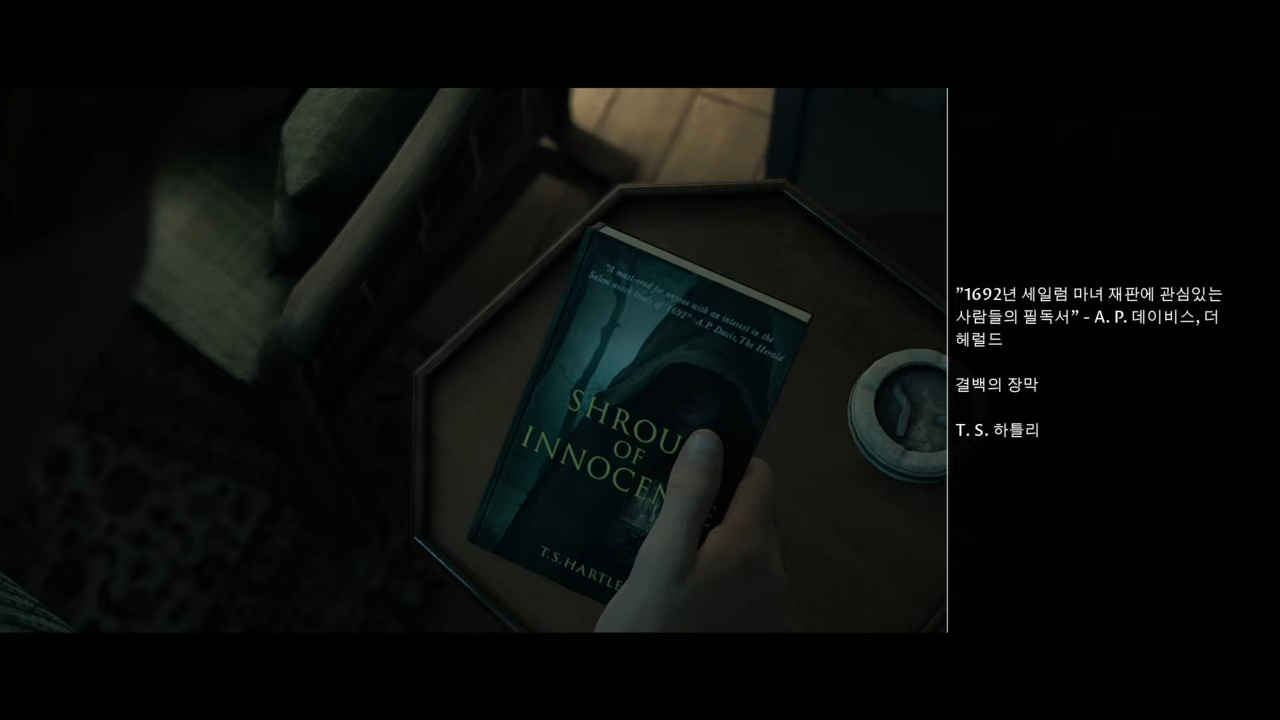 "A must-read for anyone with an interest in the
Salem witch trials of 1692" -A.P. Davis, The Herald
SHROU
OF
INNOCEN E
T.S.HARTLE
”1692년 세일럼 마녀 재판에 관심있는
사람들의 필독서” - A. P. 데이비스, 더
헤럴드
결백의 장막
T. S. 하틀리